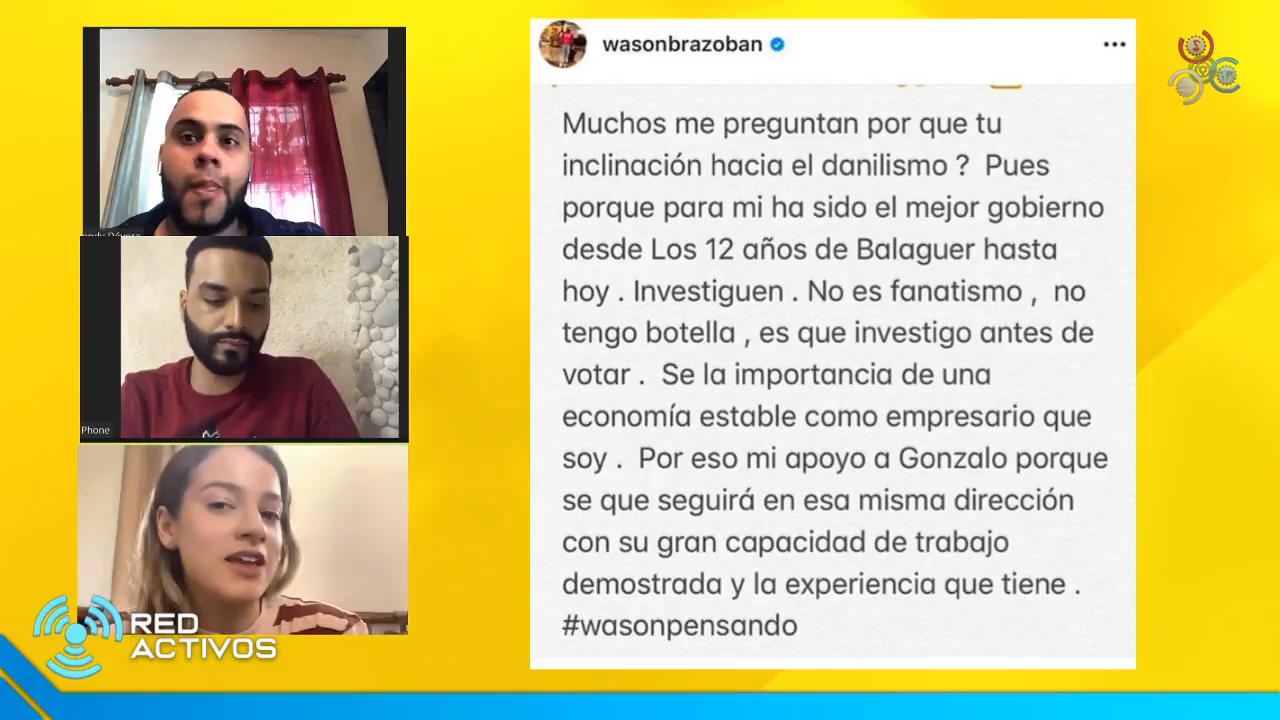 wasonbrazoban
Muchos me preguntan por que tu
inclinación hacia el danilismo ? Pues
porque para mi ha sido el mejor gobierno
desde Los 12 años de Balaguer hasta
hoy . Investiguen . No es fanatismo , no
tengo botella , es que investigo antes de
votar . Se la importancia de una
economía estable como empresario que
soy . Por eso mi apoyo a Gonzalo porque
se que seguirá en esa misma dirección
con su gran capacidad de trabajo
demostrada y la experiencia que tiene .
#wasonpensando
Phone
RED
ACTIVOS